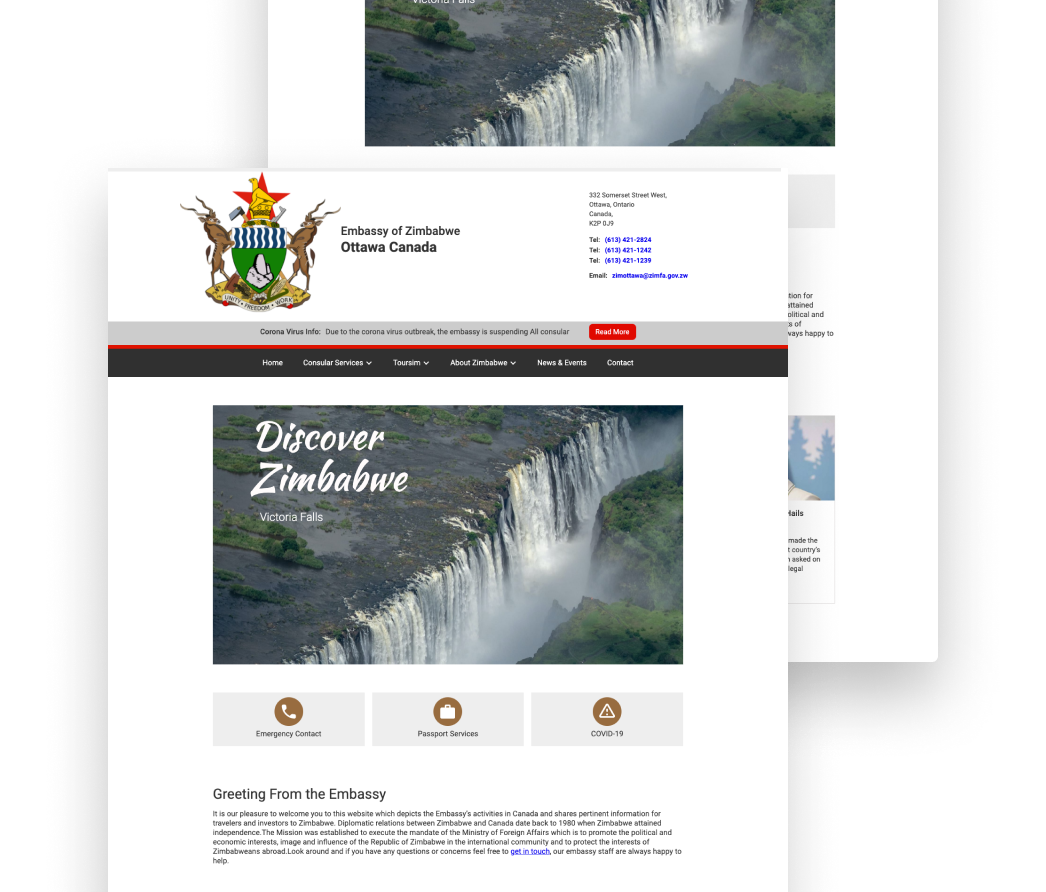 Victoria Falls
332 Somerset Street West,
Ottawa, Ontario
Canada,
K2P 0J9
Embassy of Zimbabwe
Ottawa Canada
Tel: (613) 421-2824
Tel: (613) 421-1242
Tel: (613) 421-1239
Email: zimottawa@zimfa.gov.zw
UNITY FREEDOM WORK
Corona Virus Info: Due to the corona virus outbreak, the embassy is suspending All consular Read More
Home Consular Services Toursim About Zimbabwe News & Events Contact
Discover
Zimbabwe
Victoria Falls
Emergency Contact Passport Services COVID-19
Greeting From the Embassy
It is our pleasure to welcome you to this website which depicts the Embassy's activities in Canada and shares pertinent information for
travelers and investors to Zimbabwe. Diplomatic relations between Zimbabwe and Canada date back to 1980 when Zimbabwe attained
independence.The Mission was established to execute the mandate of the Ministry of Foreign Affairs which is to promote the political and
economic interests, image and influence of the Republic of Zimbabwe in the international community and to protect the interests of
Zimbabweans abroad.Look around and if you have any questions or concerns feel free to get in touch, our embassy staff are always happy to
help.
tion for
attained
olitical and
s of
ways happy to
Hails
made the
t country's
asked on
legal